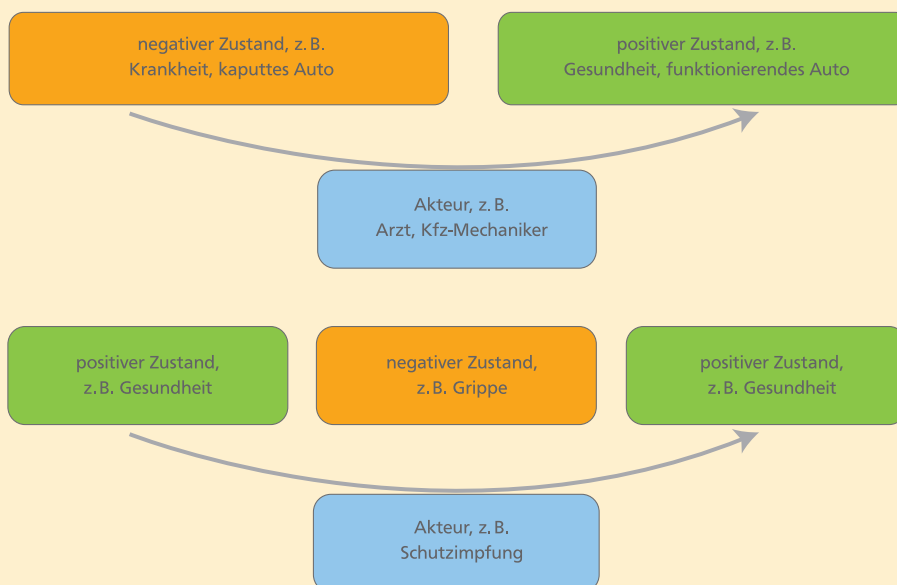 negativer Zustand, z. B.
Krankheit, kaputtes Auto
positiver Zustand, z. B.
Gesundheit, funktionierendes Auto
Akteur, z. B.
Arzt, Kfz-Mechaniker
positiver Zustand,
z. B. Gesundheit
negativer Zustand,
z. B. Grippe
positiver Zustand,
z. B. Gesundheit
Akteur, z. B.
Schutzimpfung